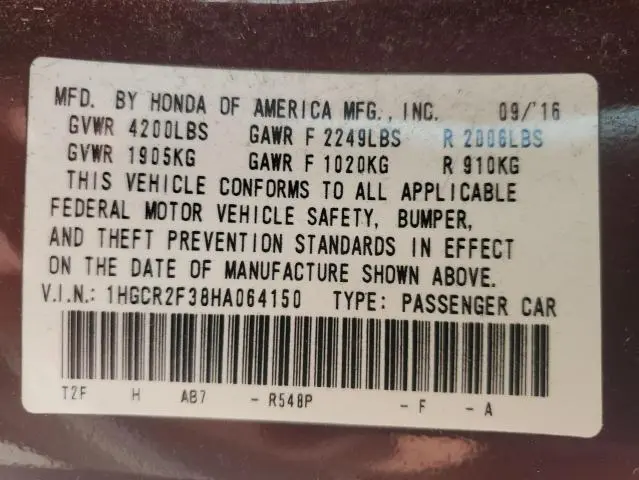 MFD. BY HONDA OF AMERICA MFG., INC. 09/'16
GVWR 4200LBS GAWR F 2249LBS R 2006LBS
GVWR 1905KG GAWR F 1020KG R 910KG
THIS VEHICLE CONFORMS TO ALL APPLICABLE
FEDERAL MOTOR VEHICLE SAFETY, BUMPER,
AND THEFT PREVENTION STANDARDS IN EFFECT
ON THE DATE OF MANUFACTURE SHOWN ABOVE.
V.I.N.: 1HGCR2F38HA064150 TYPE: PASSENGER CAR
T2F H AB7 - R548P - F - A